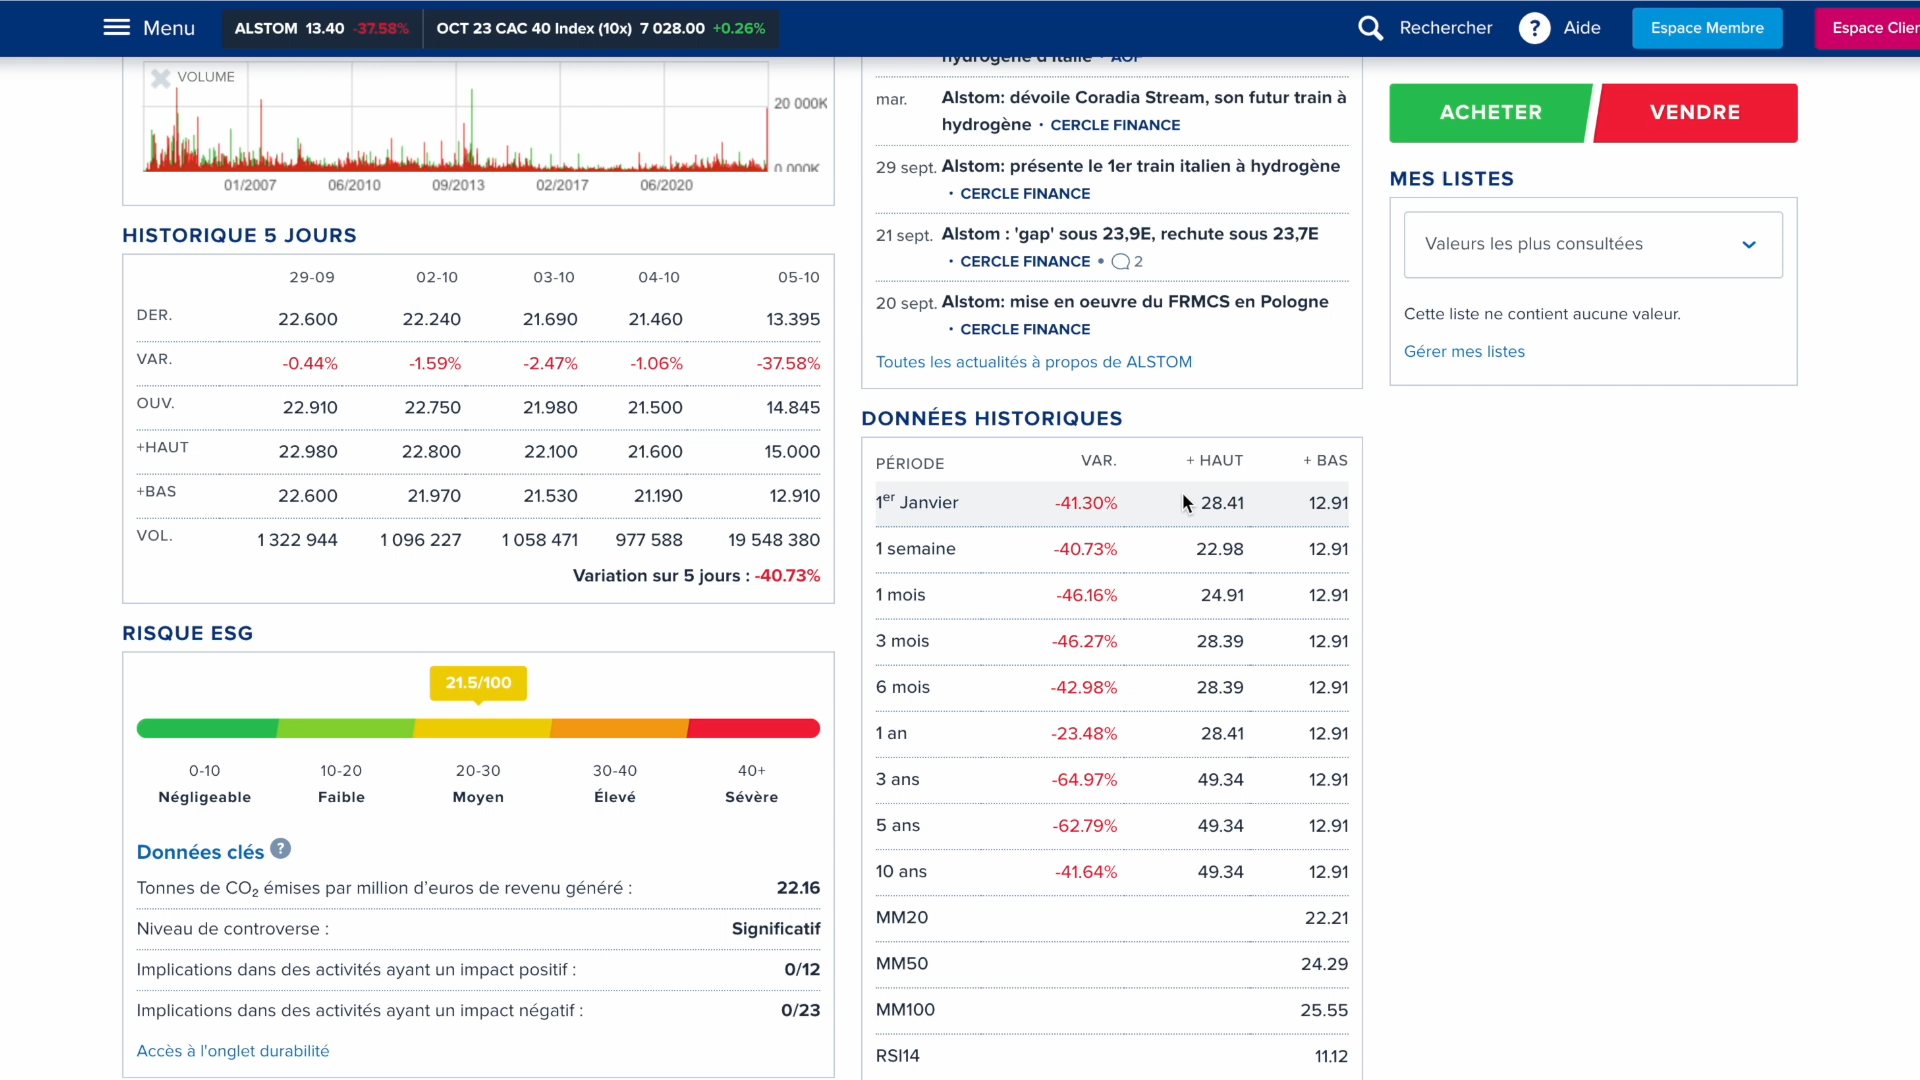 Menu
ALSTOM 13.40 -37.58%
OCT 23 CAC 40 Index (10x) 7 028.00 +0.26%
Rechercher
? Aide
Espace Membre
Espace Clier
VOLUME
20 000K
0.000K
01/2007 06/2010 09/2013 02/2017 06/2020
HISTORIQUE 5 JOURS
29-09 02-10 03-10 04-10 05-10
DER. 22.600 22.240 21.690 21.460 13.395
VAR. -0.44% -1.59% -2.47% -1.06% -37.58%
OUV. 22.910 22.750 21.980 21.500 14.845
+HAUT 22.980 22.800 22.100 21.600 15.000
+BAS 22.600 21.970 21.530 21.190 12.910
VOL. 1 322 944 1 096 227 1 058 471 977 588 19 548 380
Variation sur 5 jours : -40.73%
RISQUE ESG
21.5/100
0-10 10-20 20-30 30-40 40+
Négligeable Faible Moyen Élevé Sévère
Données clés ?
Tonnes de CO₂ émises par million d'euros de revenu généré : 22.16
Niveau de controverse : Significatif
Implications dans des activités ayant un impact positif : 0/12
Implications dans des activités ayant un impact négatif : 0/23
Accès à l'onglet durabilité
hydrogène d'Italie • AOF
mar. Alstom: dévoile Coradia Stream, son futur train à
hydrogène • CERCLE FINANCE
29 sept. Alstom: présente le 1er train italien à hydrogène
• CERCLE FINANCE
21 sept. Alstom : 'gap' sous 23,9E, rechute sous 23,7E
• CERCLE FINANCE • 2
20 sept. Alstom: mise en oeuvre du FRMCS en Pologne
• CERCLE FINANCE
Toutes les actualités à propos de ALSTOM
DONNÉES HISTORIQUES
PÉRIODE VAR. + HAUT + BAS
1er Janvier -41.30% 28.41 12.91
1 semaine -40.73% 22.98 12.91
1 mois -46.16% 24.91 12.91
3 mois -46.27% 28.39 12.91
6 mois -42.98% 28.39 12.91
1 an -23.48% 28.41 12.91
3 ans -64.97% 49.34 12.91
5 ans -62.79% 49.34 12.91
10 ans -41.64% 49.34 12.91
MM20 22.21
MM50 24.29
MM100 25.55
RSI14 11.12
ACHETER
VENDRE
MES LISTES
Valeurs les plus consultées
Cette liste ne contient aucune valeur.
Gérer mes listes